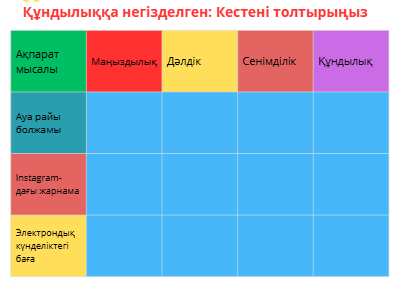 Құндылыққа негізделген: Кестені толтырыңыз
Ақпарат
мысалы
Маңыздылық
Дәлдік
Сенімділік
Құндылық
Ауа райы
болжамы
Instagram-
дағы жарнама
Электрондық
күнделіктегі
баға